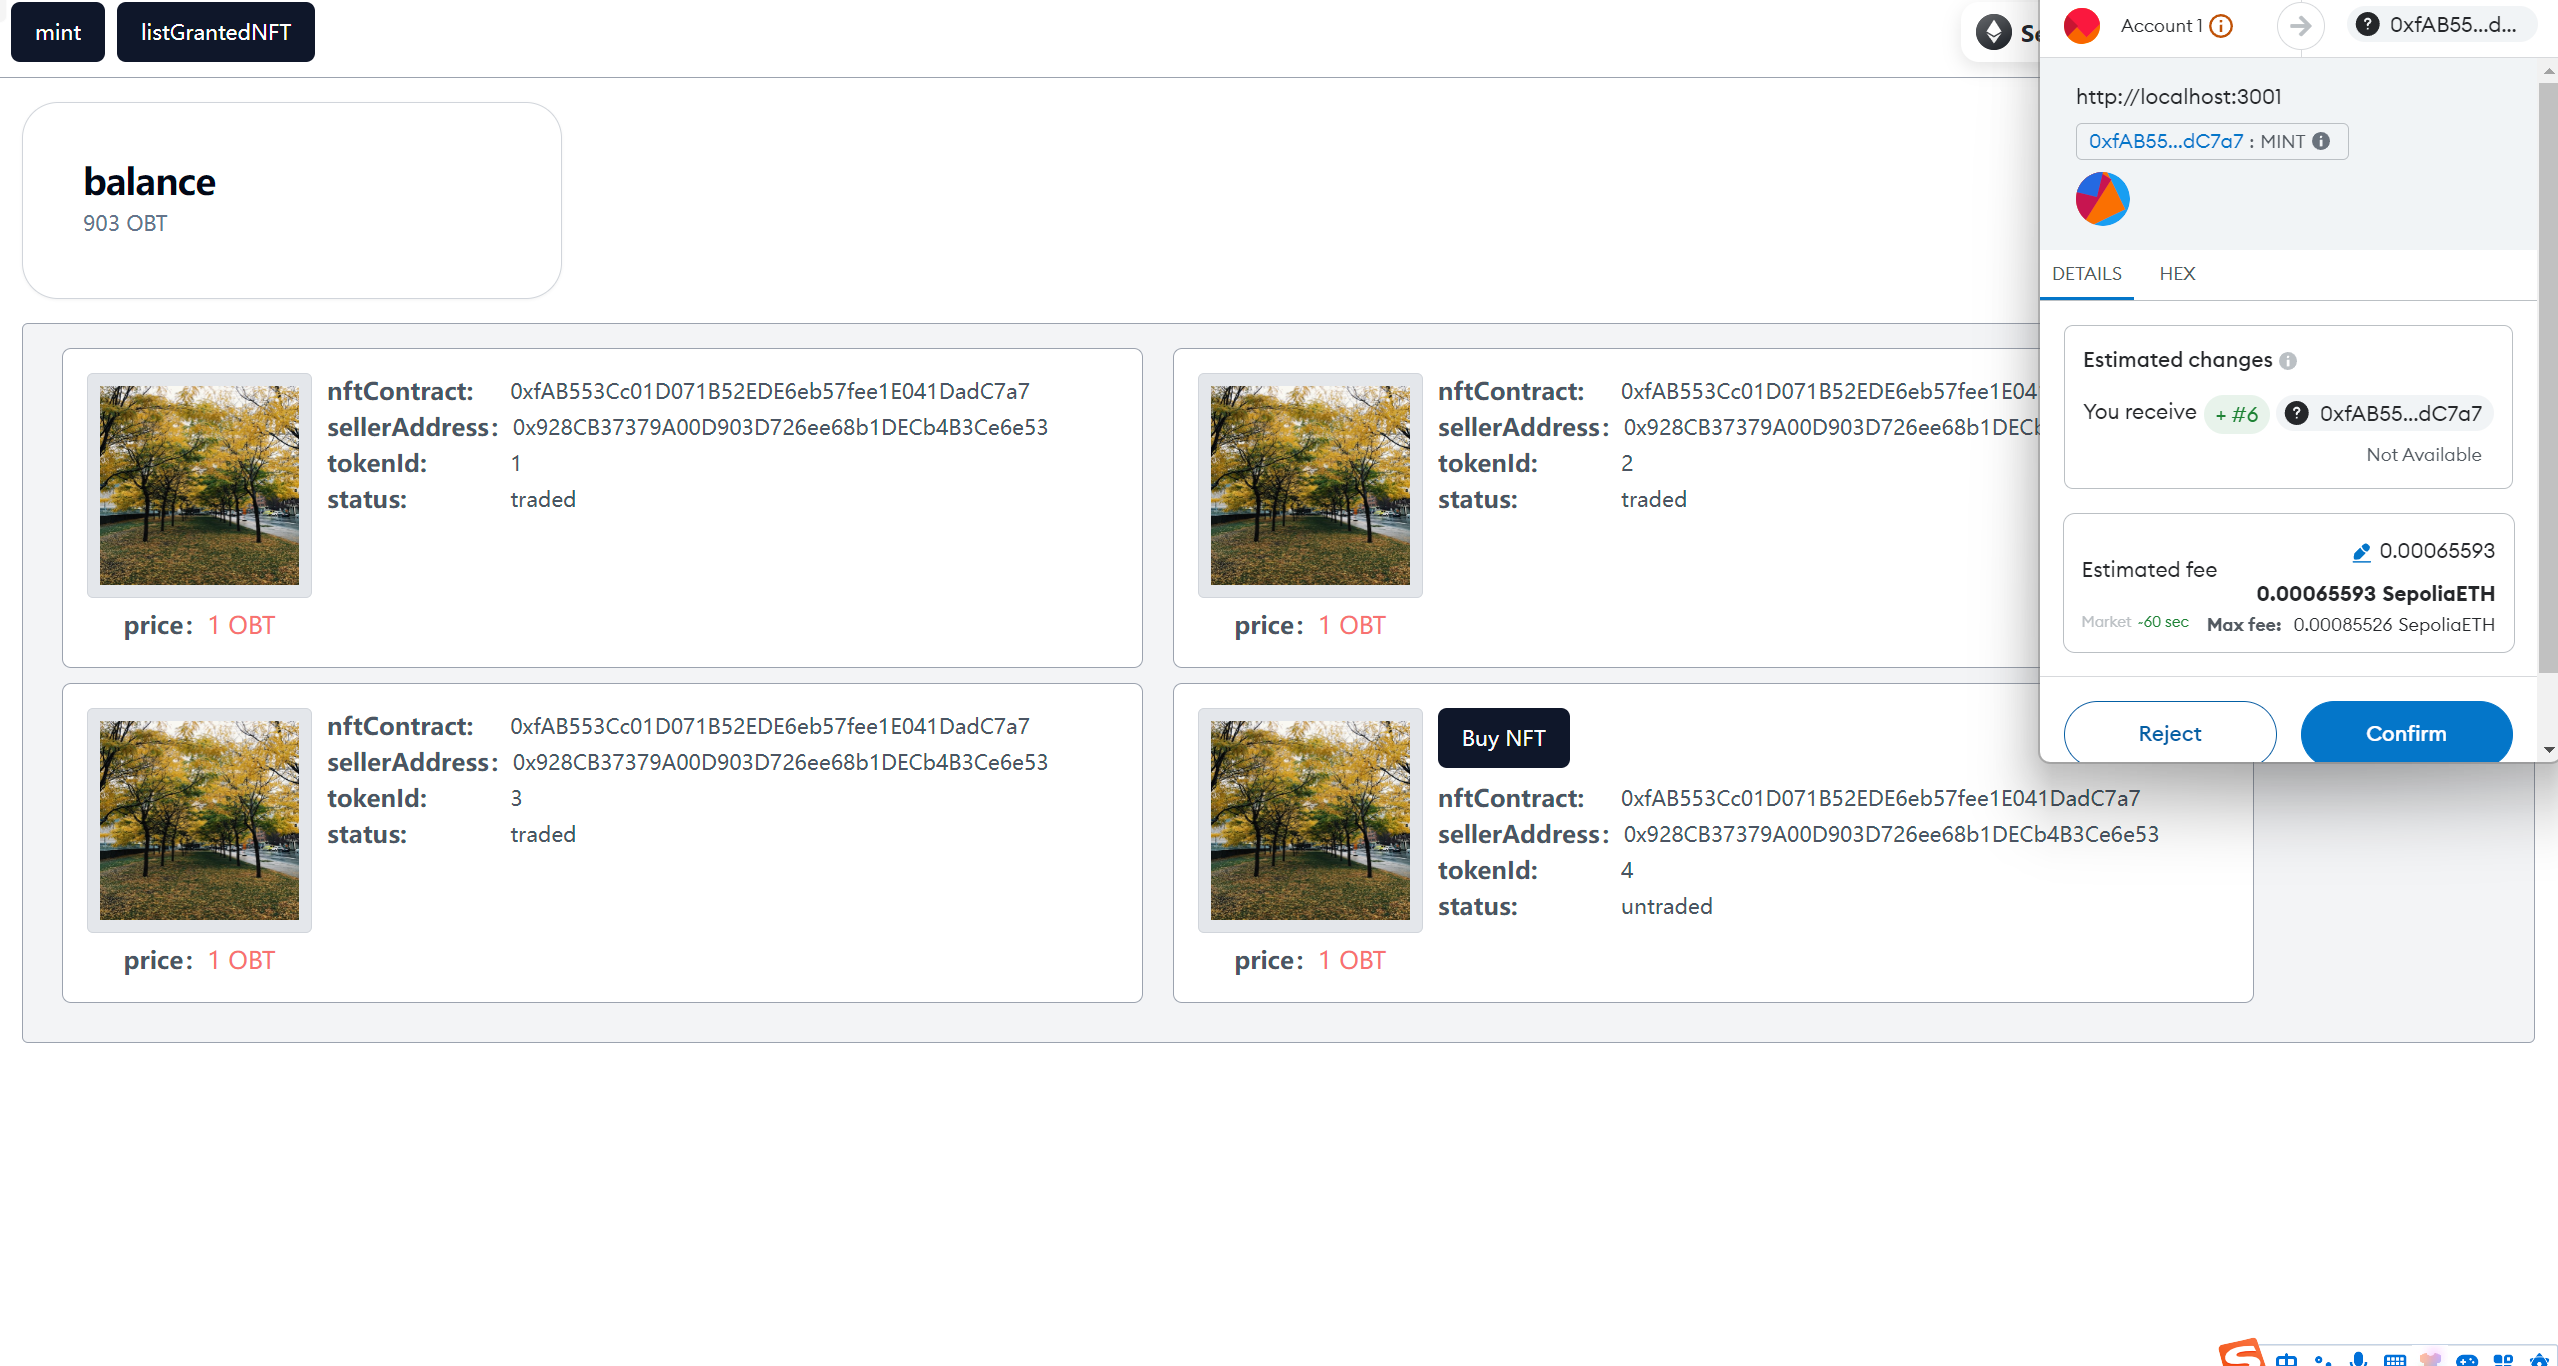 mint
listGrantedNFT
balance
903 OBT
nftContract: 0xfAB553Cc01D071B52EDE6eb57fee1E041DadC7a7
sellerAddress: 0x928CB37379A00D903D726ee68b1DECb4B3Ce6e53
tokenId: 1
status: traded
price: 1 OBT
nftContract: 0xfAB553Cc01D071B52EDE6eb57fee1E04
sellerAddress: 0x928CB37379A00D903D726ee68b1DECb
tokenId: 2
status: traded
price: 1 OBT
nftContract: 0xfAB553Cc01D071B52EDE6eb57fee1E041DadC7a7
sellerAddress: 0x928CB37379A00D903D726ee68b1DECb4B3Ce6e53
tokenId: 3
status: traded
price: 1 OBT
Buy NFT
nftContract: 0xfAB553Cc01D071B52EDE6eb57fee1E041DadC7a7
sellerAddress: 0x928CB37379A00D903D726ee68b1DECb4B3Ce6e53
tokenId: 4
status: untraded
price: 1 OBT
Account 1
0xfAB55...d...
http://localhost:3001
0xfAB55...dC7a7 : MINT
DETAILS HEX
Estimated changes
You receive + #6 0xfAB55...dC7a7
Not Available
0.00065593
Estimated fee
0.00065593 SepoliaETH
Market ~60 sec Max fee: 0.00085526 SepoliaETH
Reject Confirm